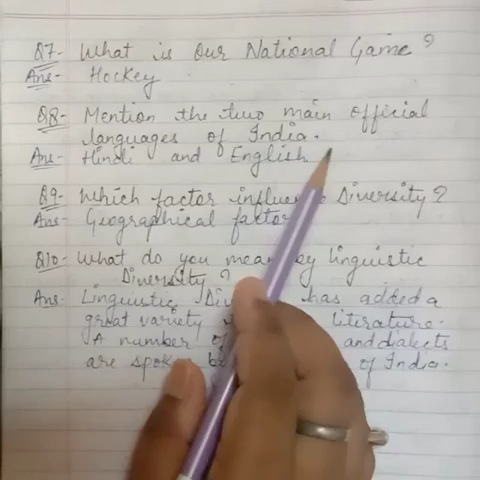 Q7- What is our National Game?
Ans- Hockey
Q8- Mention the two main official
languages of India.
Ans- Hindi and English
Q9- Which factor Diversity?
Ans- Geographical
Q10- What do you mean by linguistic
Diversity?
Ans- Linguistic has added a
great variety literature.
A number of and dialects
are of India.